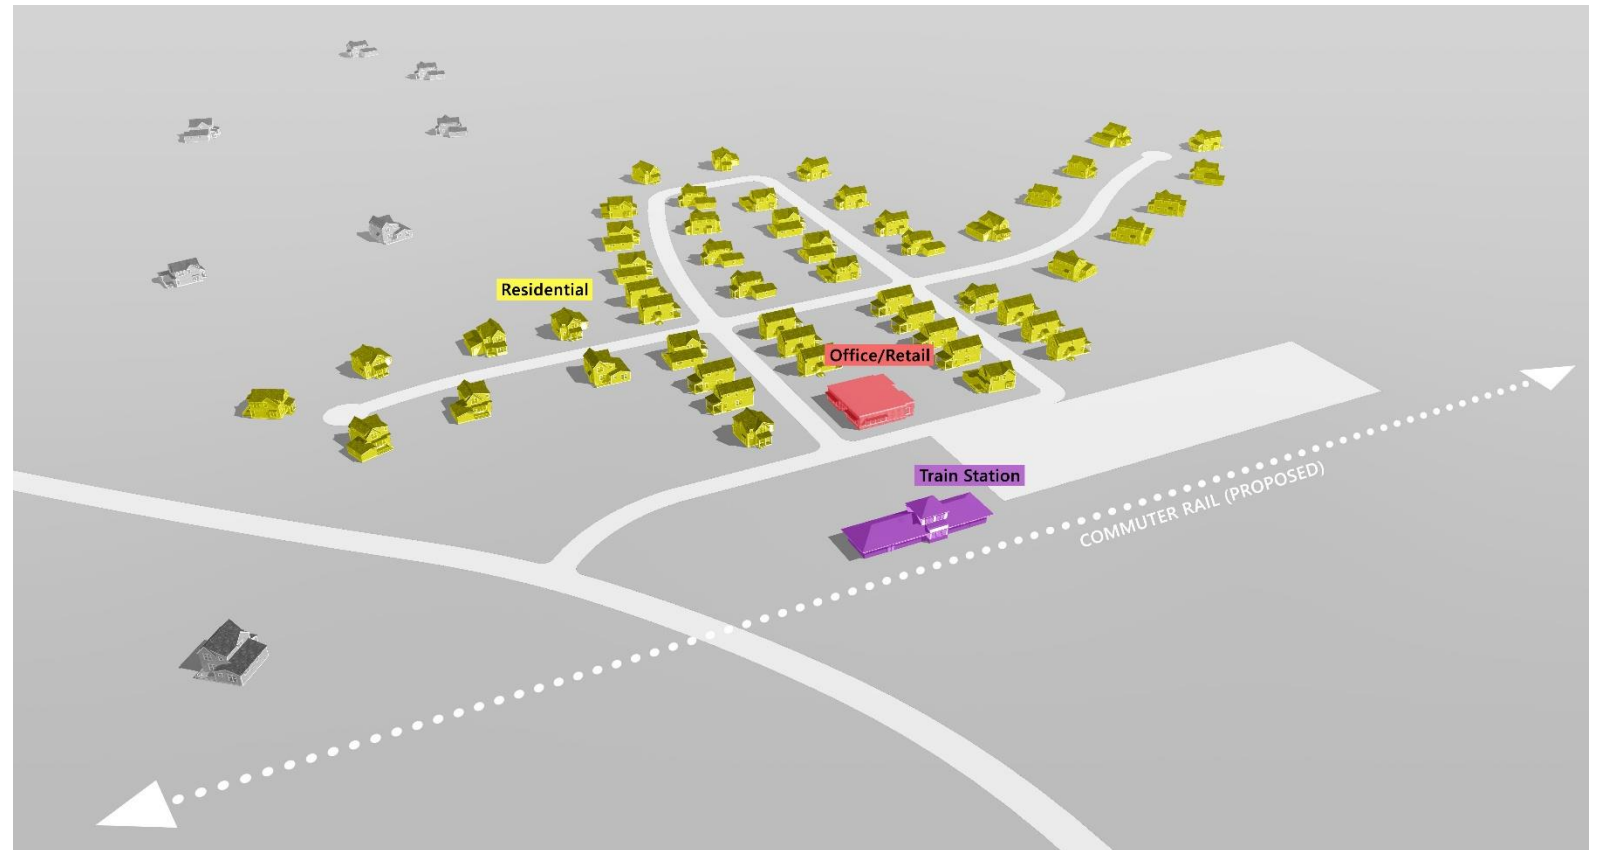 Residential
Office/Retail
Train Station
COMMUTER RAIL (PROPOSED)